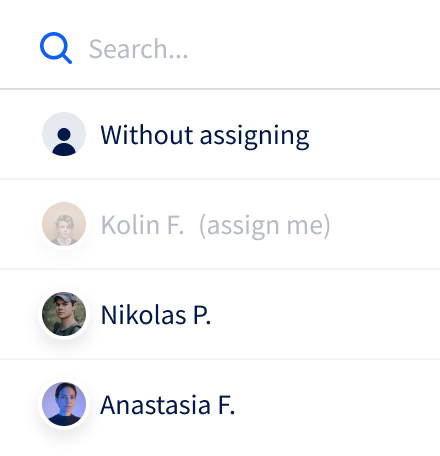 Search...
Without assigning
Kolin F. (assign me)
Nikolas P.
Anastasia F.